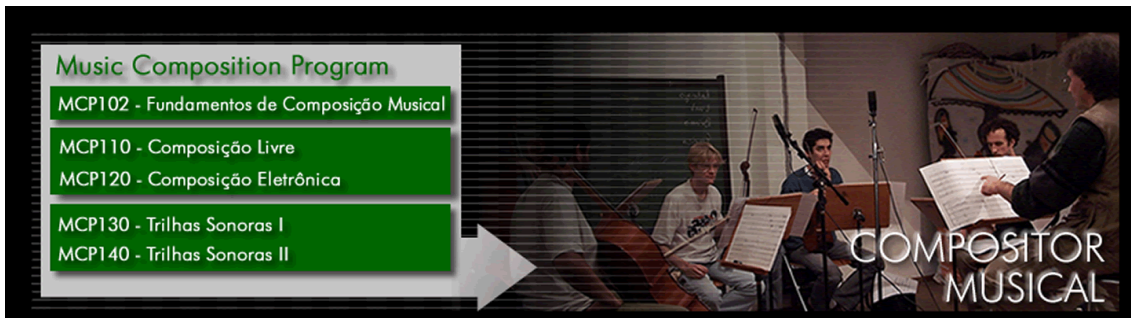 Music Composition Program
MCP102 - Fundamentos de Composição Musical
MCP110 - Composição Livre
MCP120 - Composição Eletrônica
MCP130 - Trilhas Sonoras I
MCP140 - Trilhas Sonoras II
COMPOSITOR
MUSICAL